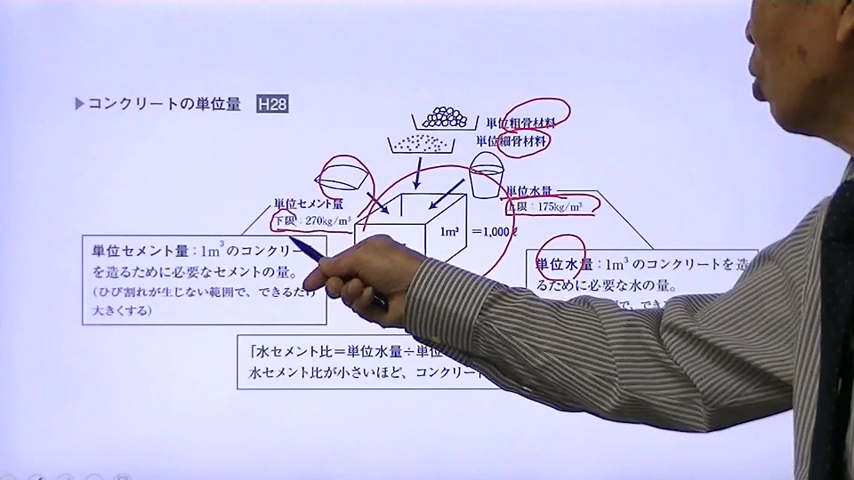 ▶コンクリートの単位量 H28
単位粗骨材料
単位細骨材料
単位セメント量
下限:270kg/m³
単位水量
上限:175kg/m³
1m³ =1,000ℓ
単位セメント量:1m³のコンクリー
を造るために必要なセメントの量。
(ひび割れが生じない範囲で、できるだけ
大きくする)
単位水量:1m³のコンクリートを造
るために必要な水の量。
「水セメント比=単位水量÷単位
水セメント比が小さいほど、コンクリート